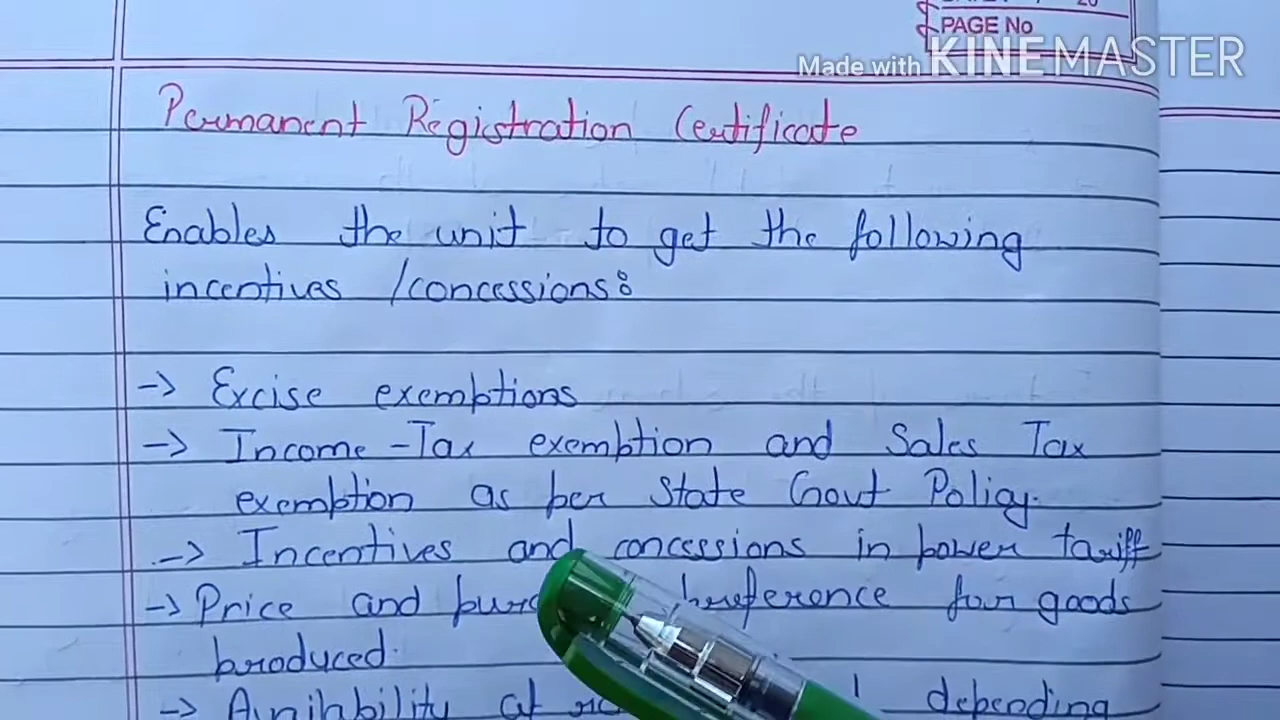 PAGE No
Made with KINEMASTER
Permanent Registration Certificate
Enables the unit to get the following
incentives /concessions:
-> Excise exemptions
-> Income-Tax exemption and Sales Tax
exemption as per State Govt Policy.
-> Incentives and concessions in power tariff
-> Price and for goods
produced.
-> depending